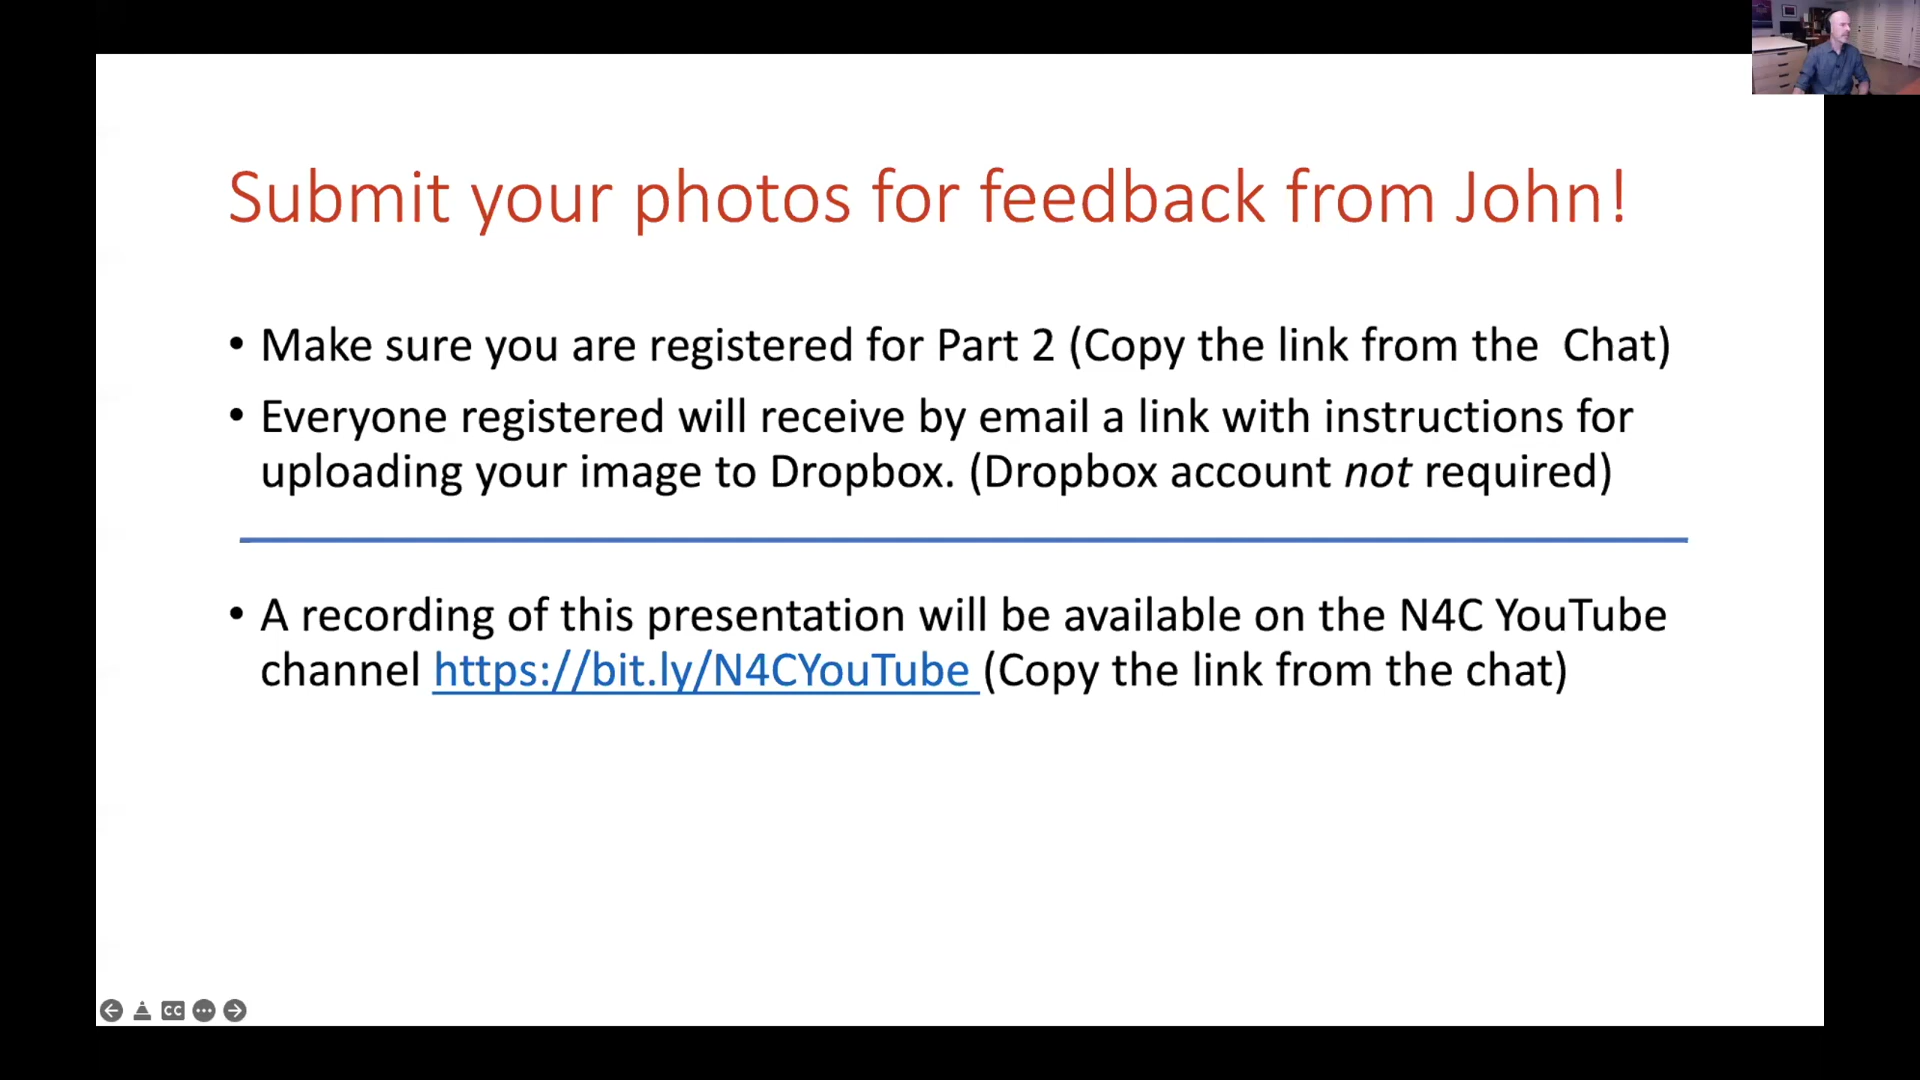 Submit your photos for feedback from John!
• Make sure you are registered for Part 2 (Copy the link from the  Chat)
• Everyone registered will receive by email a link with instructions for
uploading your image to Dropbox. (Dropbox account not required)
• A recording of this presentation will be available on the N4C YouTube
channel https://bit.ly/N4CYouTube (Copy the link from the chat)
CC